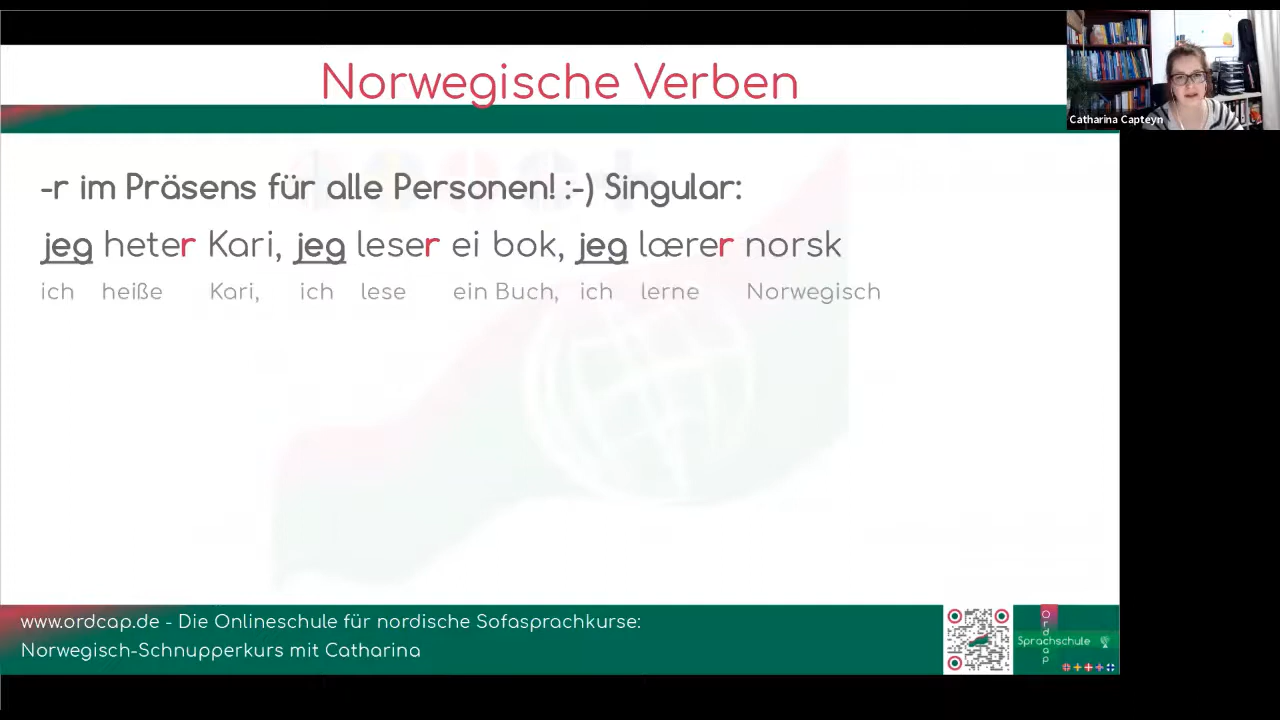 Norwegische Verben
Catharina Capteyn
-r im Präsens für alle Personen! :-) Singular:
jeg heter Kari, jeg leser ei bok, jeg lærer norsk
ich heiße Kari, ich lese ein Buch, ich lerne Norwegisch
www.ordcap.de - Die Onlineschule für nordische Sofasprachkurse:
Norwegisch-Schnupperkurs mit Catharina
Ordcap
Sprachschule